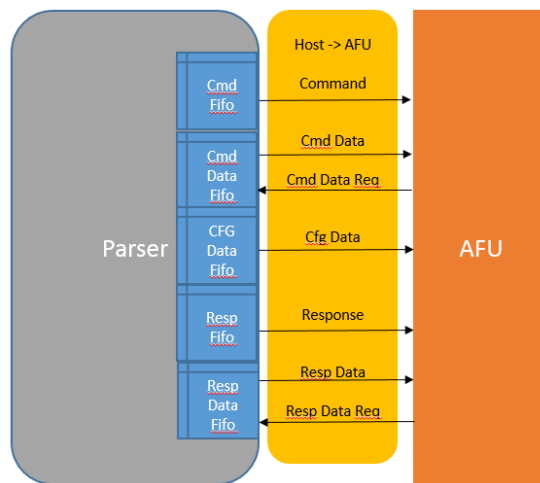 Host -> AFU
Cmd
Fifo
Command
Cmd
Data
Fifo
Cmd Data
Cmd Data Req
Parser
CFG
Data
Fifo
Cfg Data
AFU
Resp
Fifo
Response
Resp
Data
Fifo
Resp Data
Resp Data Req